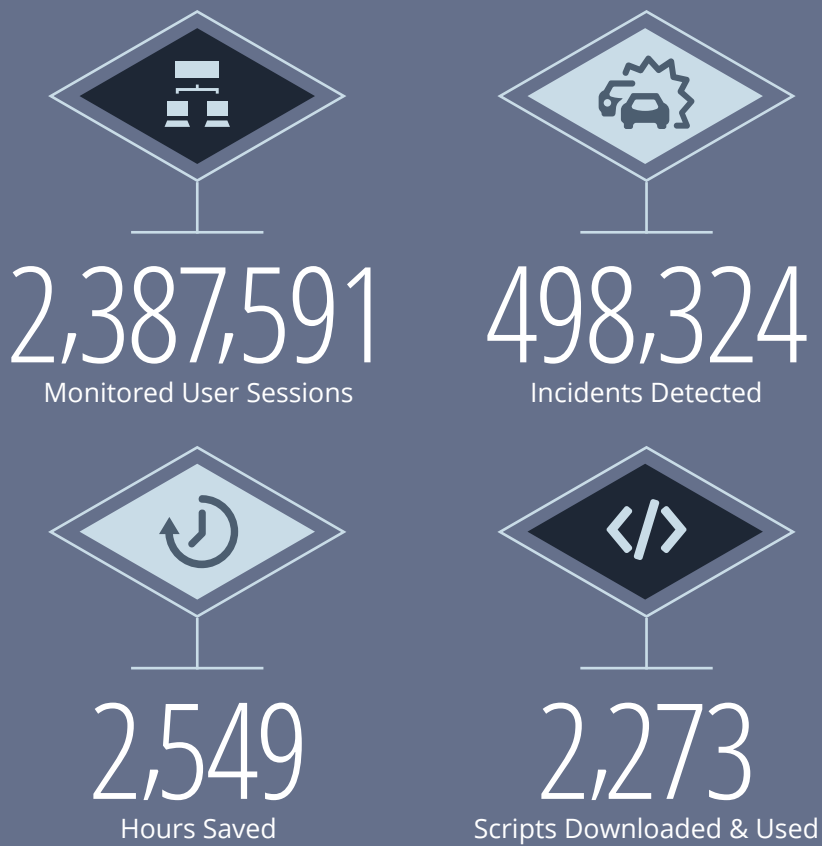 2,387,591
Monitored User Sessions
498,324
Incidents Detected
2,549
Hours Saved
2,273
Scripts Downloaded & Used